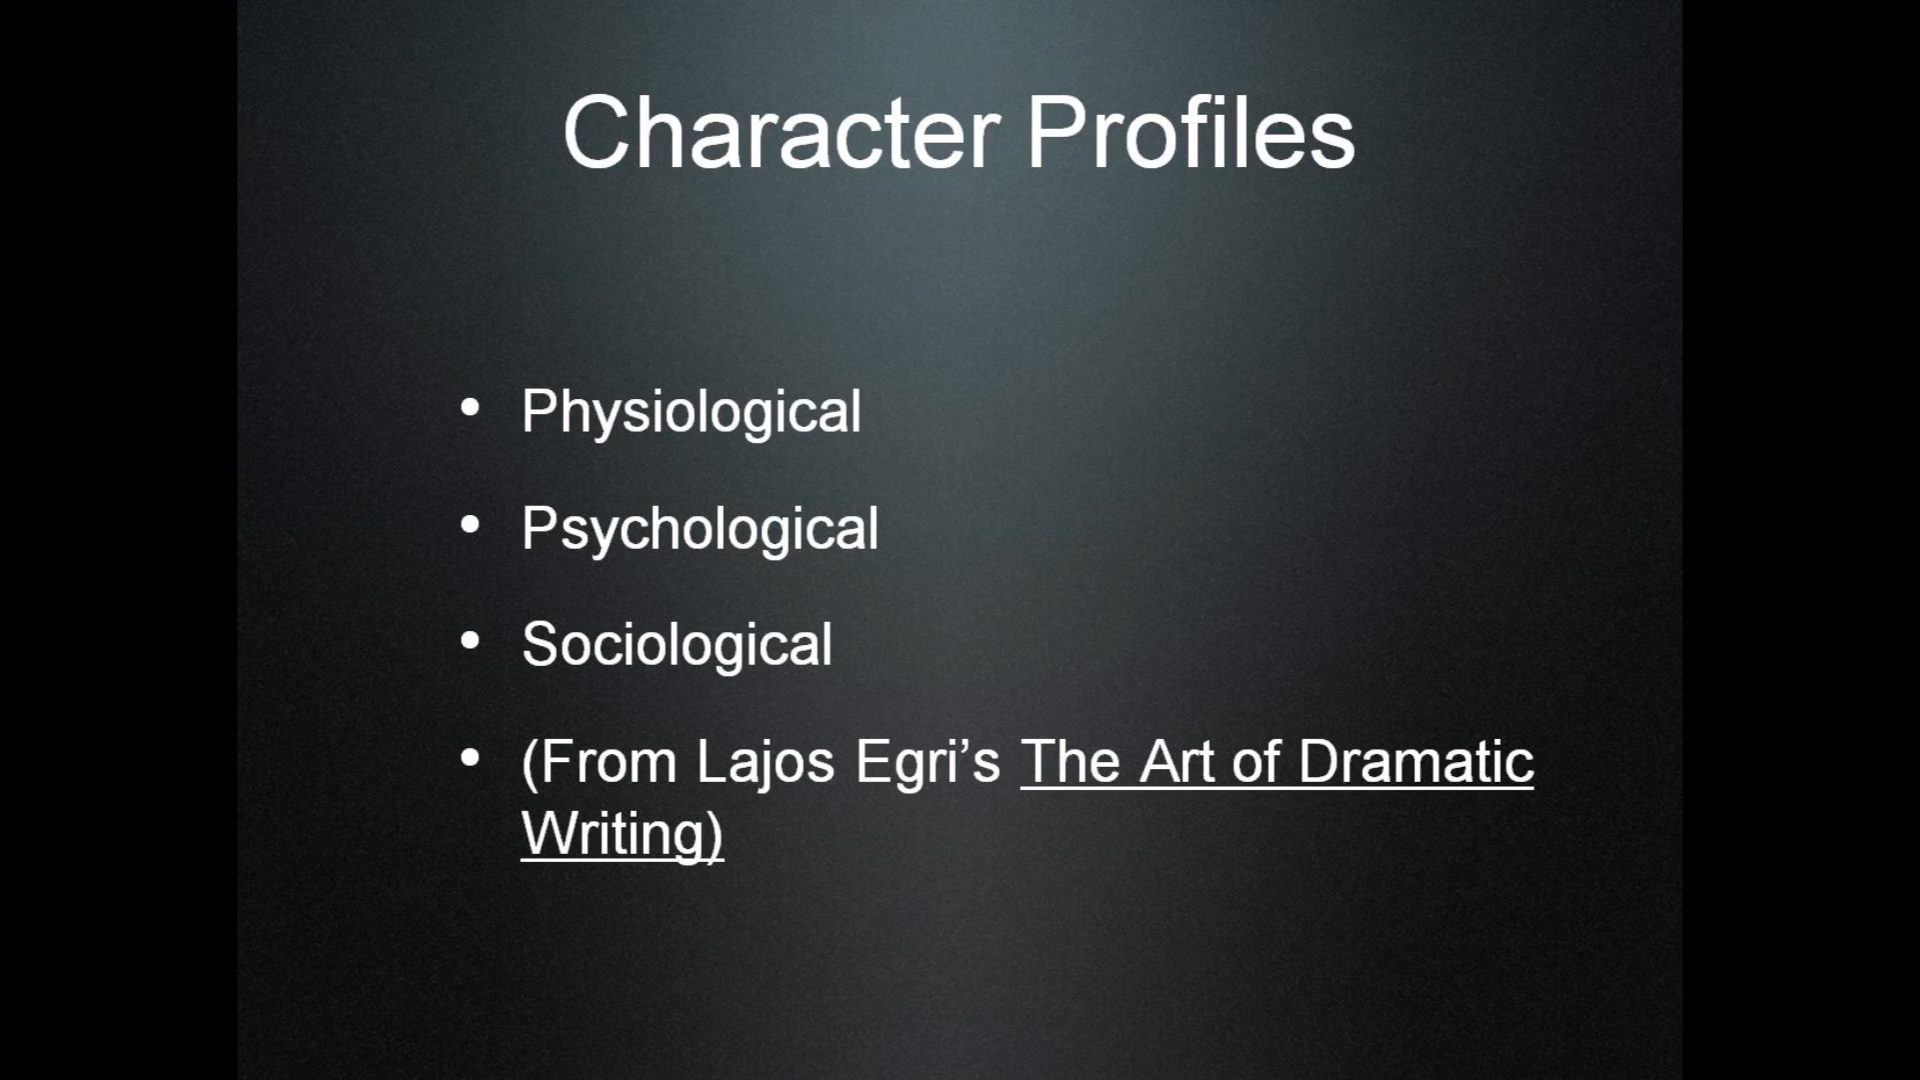 Character Profiles
• Physiological
• Psychological
• Sociological
• (From Lajos Egri’s The Art of Dramatic
Writing)